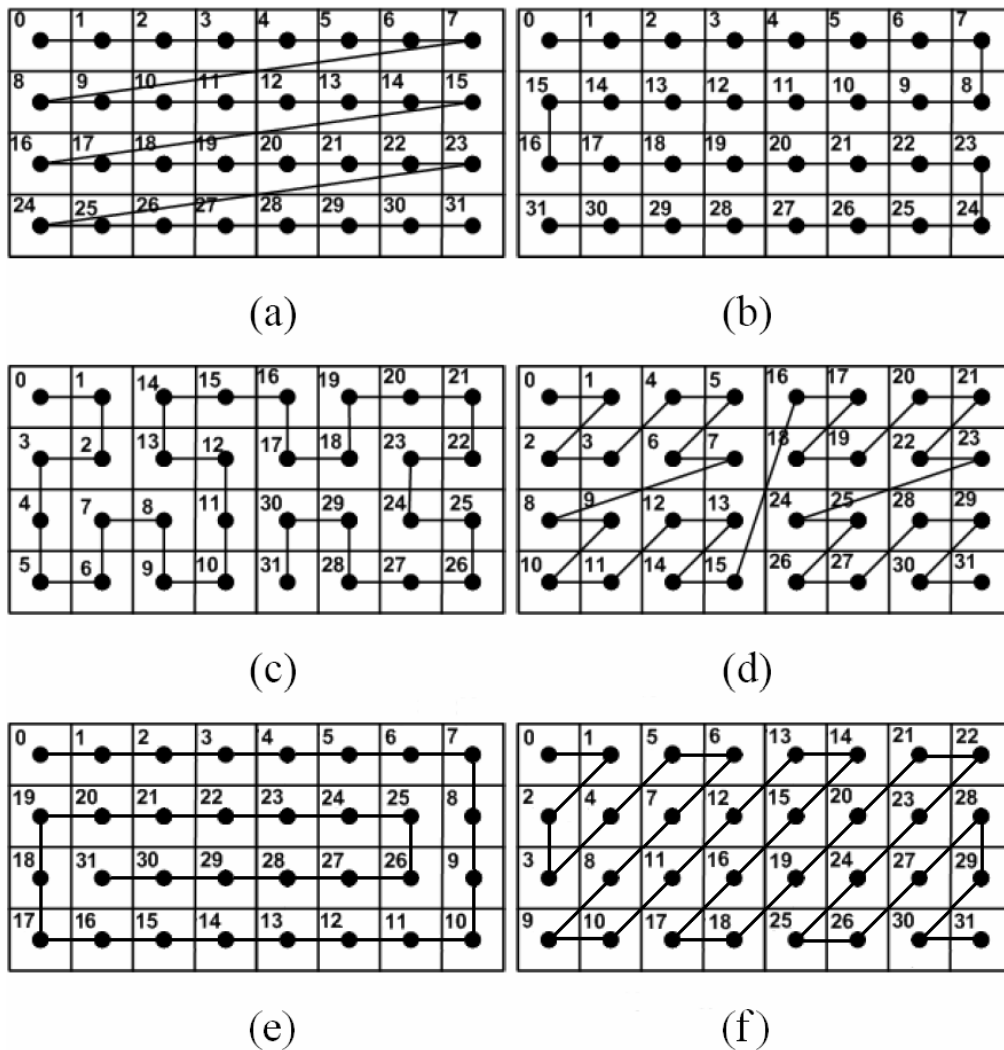 0 1 2 3 4 5 6 7
8 9 10 11 12 13 14 15
16 17 18 19 20 21 22 23
24 25 26 27 28 29 30 31
(a)
0 1 2 3 4 5 6 7
15 14 13 12 11 10 9 8
16 17 18 19 20 21 22 23
31 30 29 28 27 26 25 24
(b)
0 1 14 15 16 19 20 21
3 2 13 12 17 18 23 22
4 7 8 11 30 29 24 25
5 6 9 10 31 28 27 26
(c)
0 1 4 5 16 17 20 21
2 3 6 7 18 19 22 23
8 9 12 13 24 25 28 29
10 11 14 15 26 27 30 31
(d)
0 1 2 3 4 5 6 7
19 20 21 22 23 24 25 8
18 31 30 29 28 27 26 9
17 16 15 14 13 12 11 10
(e)
0 1 5 6 13 14 21 22
2 4 7 12 15 20 23 28
3 8 11 16 19 24 27 29
9 10 17 18 25 26 30 31
(f)